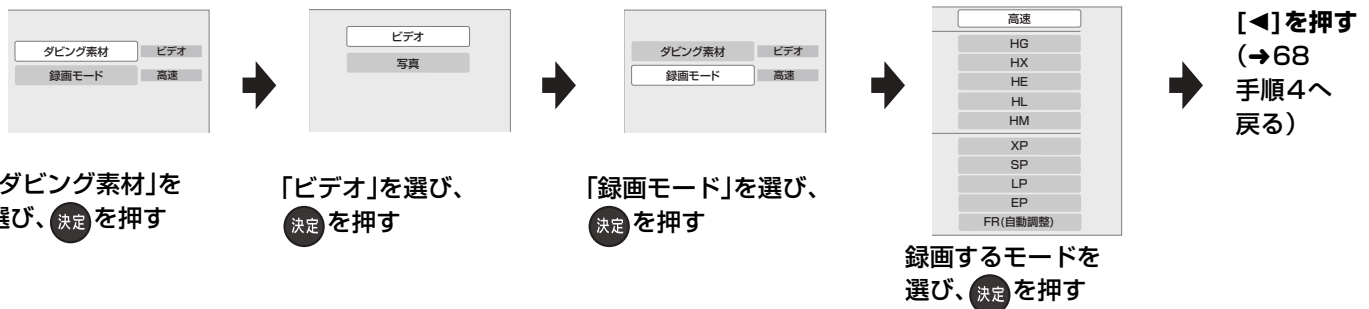 ダビング素材 ビデオ
録画モード 高速
ダビング素材」を
選び、決定を押す
ビデオ
写真
「ビデオ」を選び、
決定を押す
ダビング素材 ビデオ
録画モード 高速
「録画モード」を選び、
決定を押す
高速
HG
HX
HE
HL
HM
XP
SP
LP
EP
FR(自動調整)
録画するモードを
選び、決定を押す
[◀]を押す
(➔68
手順4へ
戻る)